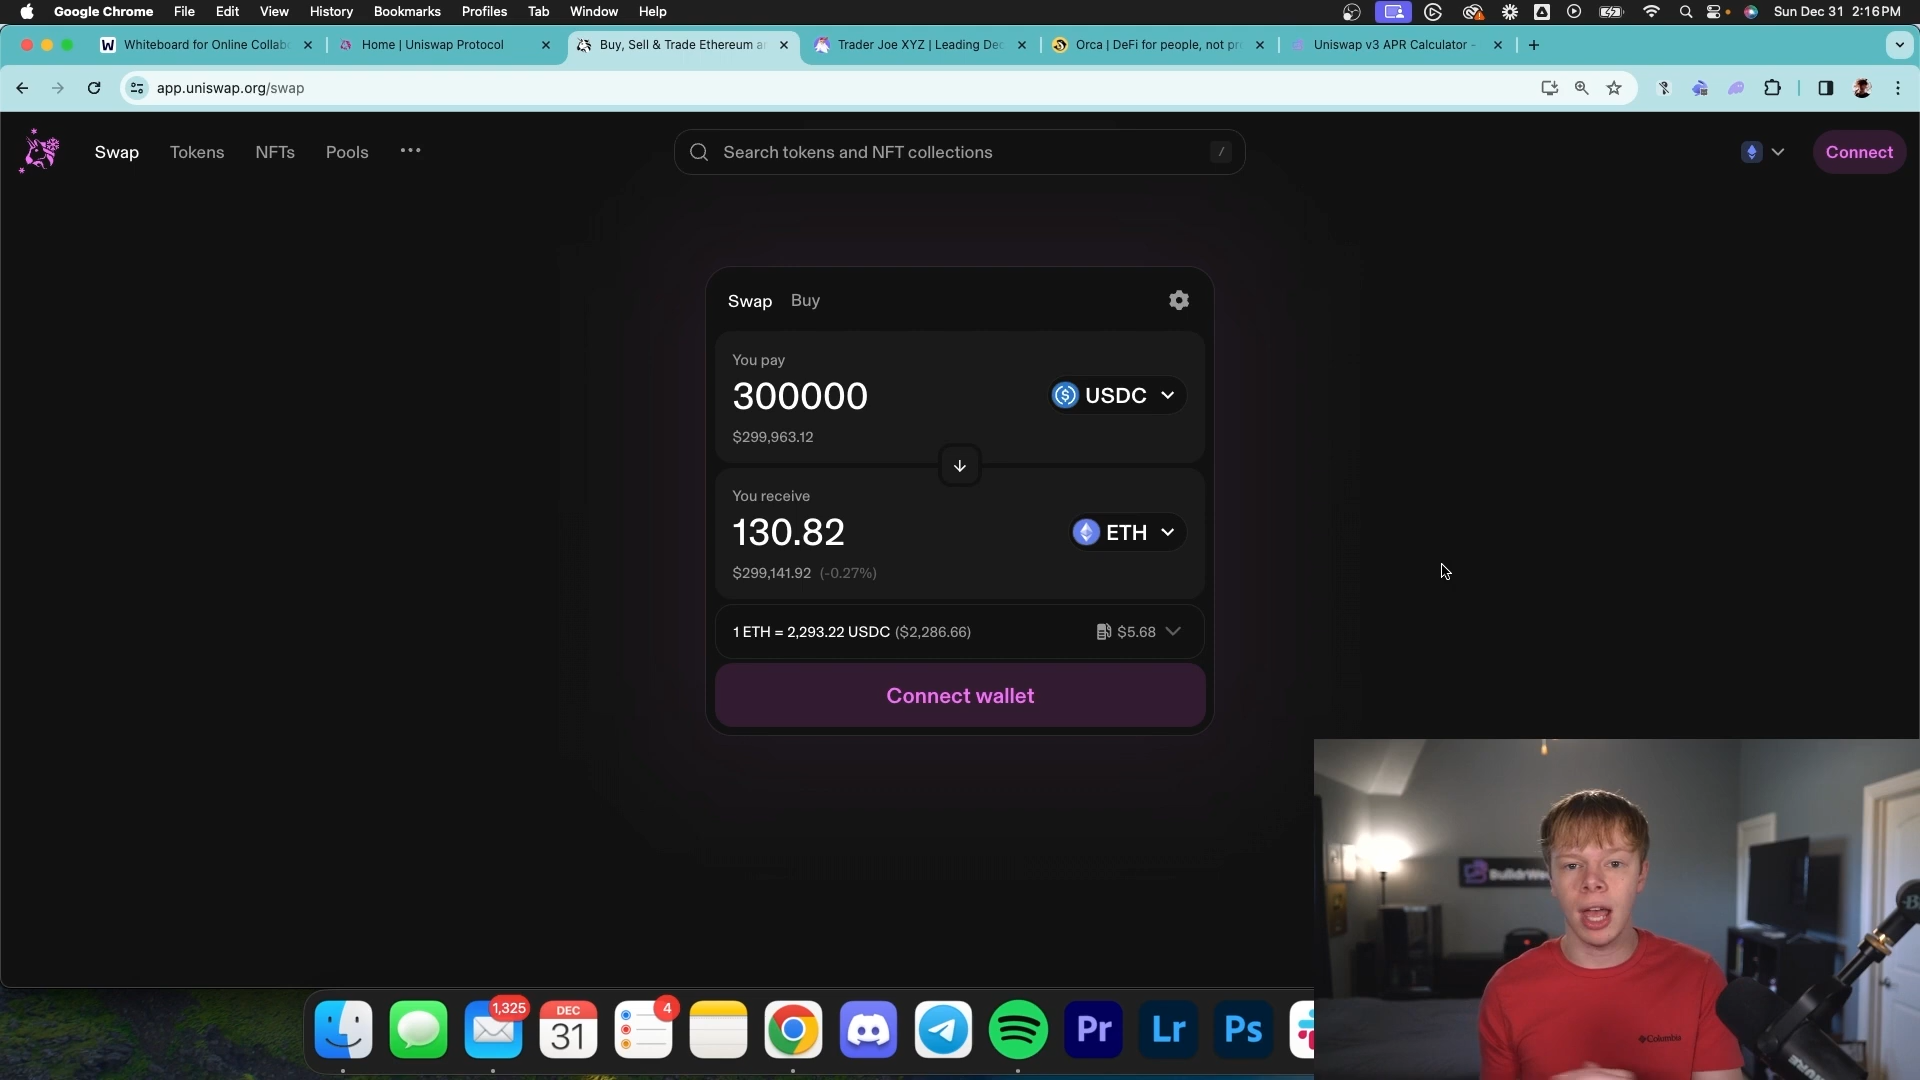 Google Chrome File Edit View History Bookmarks Profiles Tab Window Help
Sun Dec 31 2:16 PM
W Whiteboard for Online Collab
Home | Uniswap Protocol
Buy, Sell & Trade Ethereum a
Trader Joe XYZ | Leading Dec
Orca | DeFi for people, not pr
Uniswap v3 APR Calculator -
app.uniswap.org/swap
Swap Tokens NFTs Pools
Search tokens and NFT collections /
Connect
Swap Buy
You pay
300000 USDC
$299,963.12
You receive
130.82 ETH
$299,141.92 (-0.27%)
1 ETH = 2,293.22 USDC ($2,286.66) $5.68
Connect wallet
1,325
DEC
31
4
Pr
Lr
Ps
Columbia